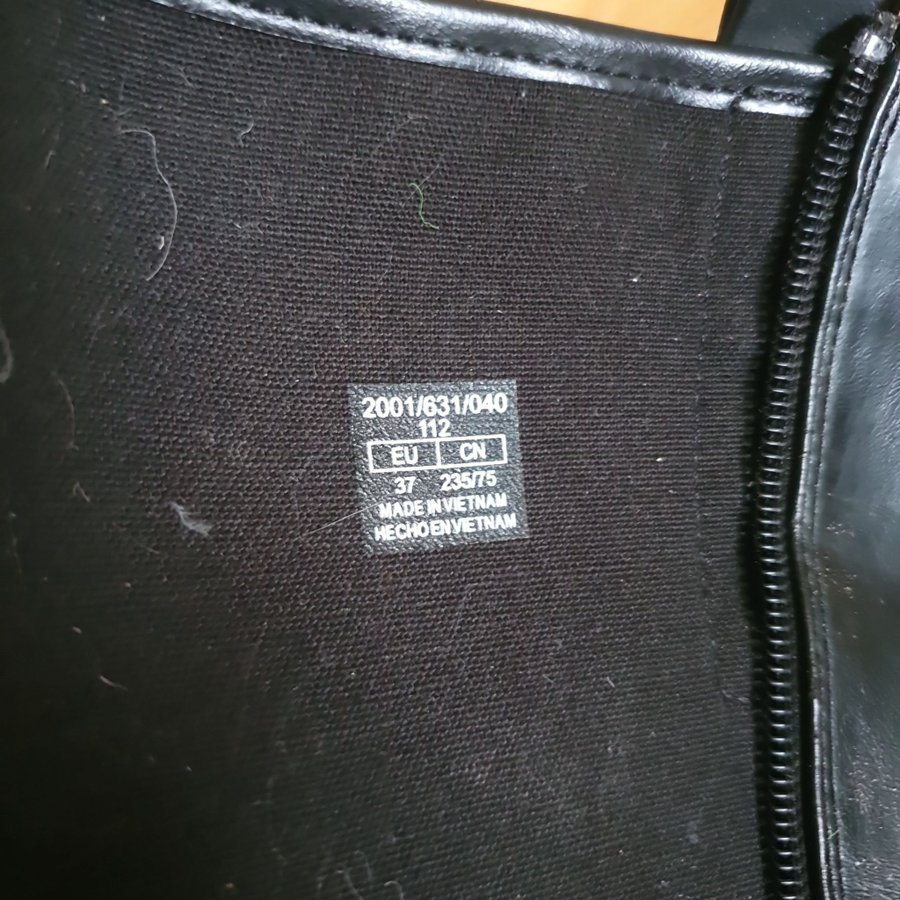 2001/631/040
112
EU CN
37 235/75
MADE IN VIETNAM
HECHO EN VIETNAM